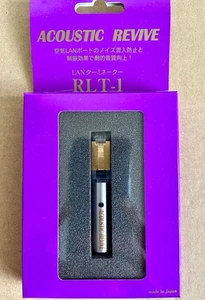 ACOUSTIC REVIVE
空気LANポートのノイズ混入防止と
制振効果で劇的音質向上!
LANターミネーター
RLT-1
ACOUSTIC REVIVE
made in Japan